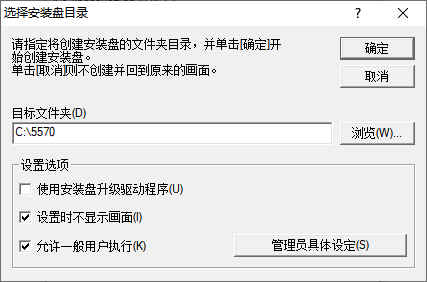 选择安装盘目录
请指定将创建安装盘的文件夹目录，并单击[确定]开
始创建安装盘。
单击[取消]则不创建并回到原来的画面。
确定
取消
目标文件夹(D)
C:\5570
浏览(W)...
设置选项
使用安装盘升级驱动程序(U)
设置时不显示画面(I)
允许一般用户执行(K)
管理员具体设定(S)